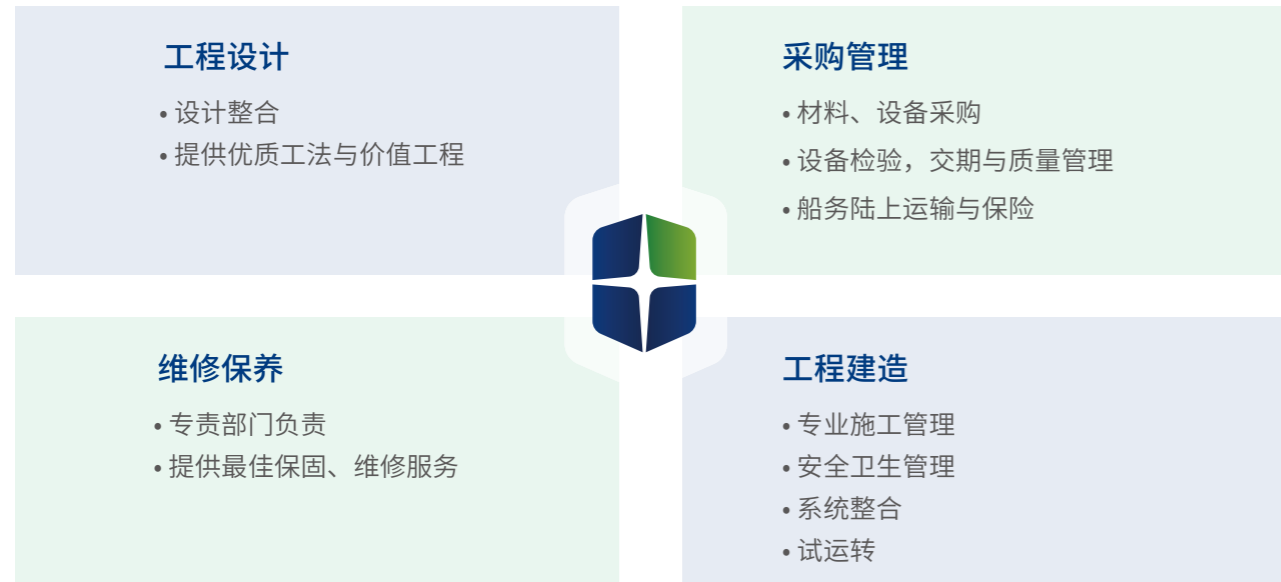 工程设计
• 设计整合
• 提供优质工法与价值工程
采购管理
• 材料、设备采购
• 设备检验，交期与质量管理
• 船务陆上运输与保险
维修保养
• 专责部门负责
• 提供最佳保固、维修服务
工程建造
• 专业施工管理
• 安全卫生管理
• 系统整合
• 试运转